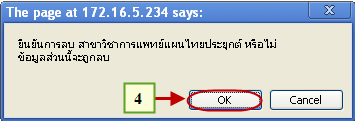 The page at 172.16.5.234 says:
ยืนยันการลบ สาขาวิชาการแพทย์แผนไทยประยุกต์ หรือไม่
ข้อมูลส่วนนี้จะถูกลบ
4
OK
Cancel